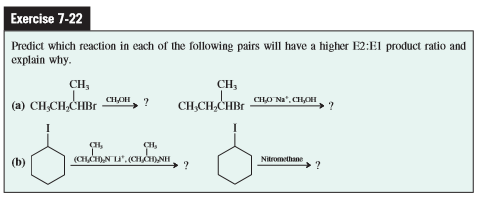 Exercise 7-22
Predict which reaction in each of the following pairs will have a higher E2:E1 product ratio and
explain why.
CH₃ CH₃
(a) CH₃CH₂CHBr CH₃OH ? CH₃CH₂CHBr CH₃O⁻Na⁺, CH₃OH ?
I I
CH₃ CH₃
(b) (CH₃CH)₂N⁻Li⁺, (CH₃CH)₂NH ? Nitromethane ?